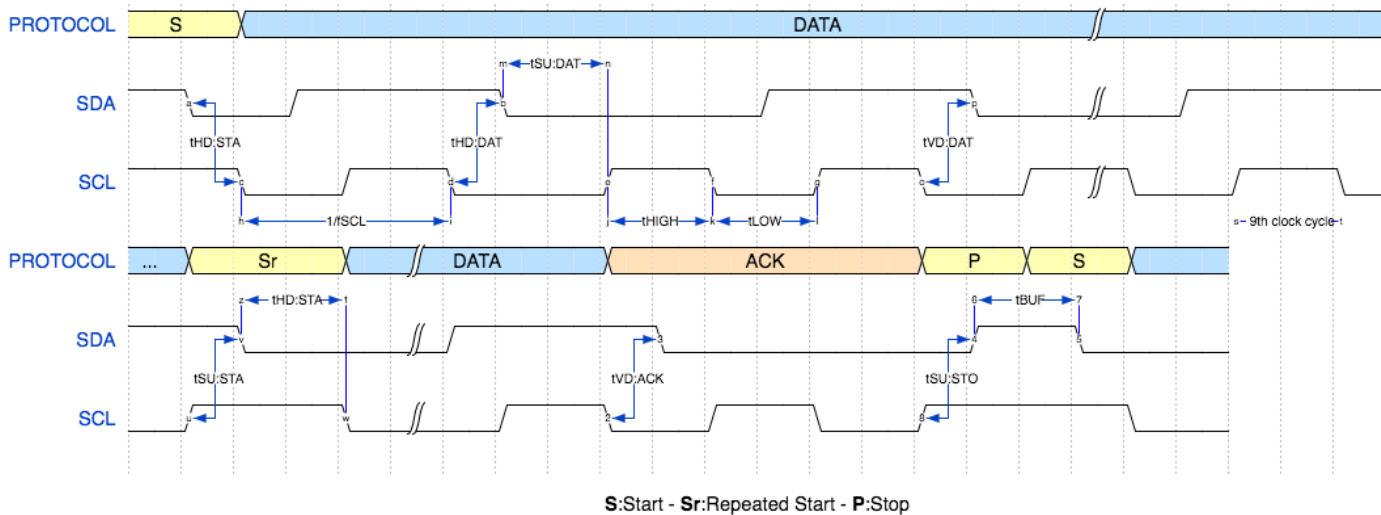 PROTOCOL S DATA
m tSU:DAT n
SDA a b p
tHD:STA tHD:DAT tVD:DAT
SCL c d e f g o
h 1/fSCL i j tHIGH k tLOW l s 9th clock cycle t
PROTOCOL ... Sr DATA ACK P S
z tHD:STA 1 6 tBUF 7
SDA v 3 4 5
tSU:STA tVD:ACK tSU:STO
SCL u w 2 8
S:Start - Sr:Repeated Start - P:Stop